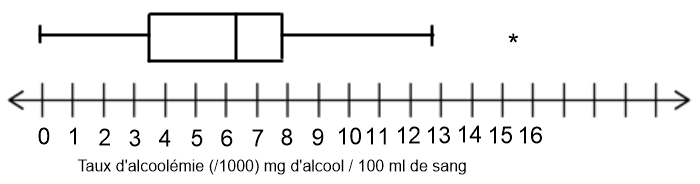 *
0 1 2 3 4 5 6 7 8 9 10 11 12 13 14 15 16
Taux d'alcoolémie (/1000) mg d'alcool / 100 ml de sang